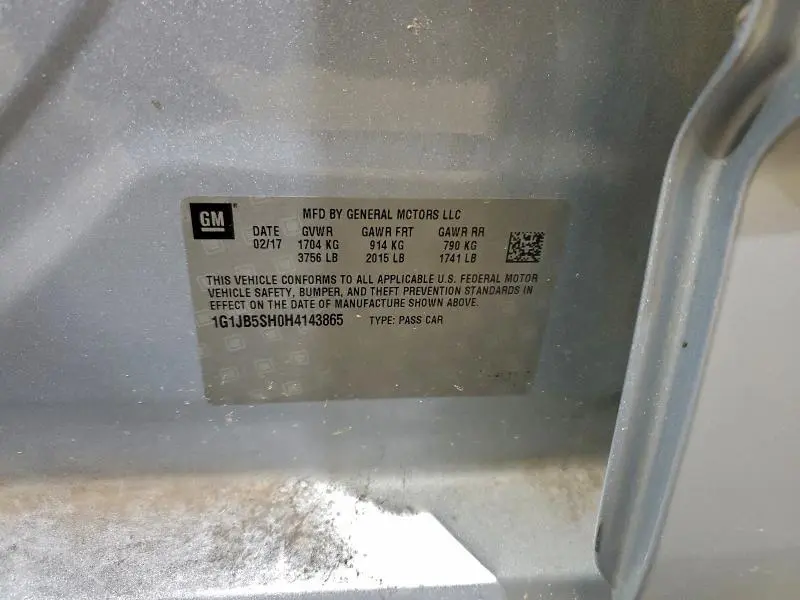 GM ® MFD BY GENERAL MOTORS LLC
DATE GVWR GAWR FRT GAWR RR
02/17 1704 KG 914 KG 790 KG
3756 LB 2015 LB 1741 LB
THIS VEHICLE CONFORMS TO ALL APPLICABLE U.S. FEDERAL MOTOR
VEHICLE SAFETY, BUMPER, AND THEFT PREVENTION STANDARDS IN
EFFECT ON THE DATE OF MANUFACTURE SHOWN ABOVE.
1G1JB5SH0H4143865 TYPE: PASS CAR